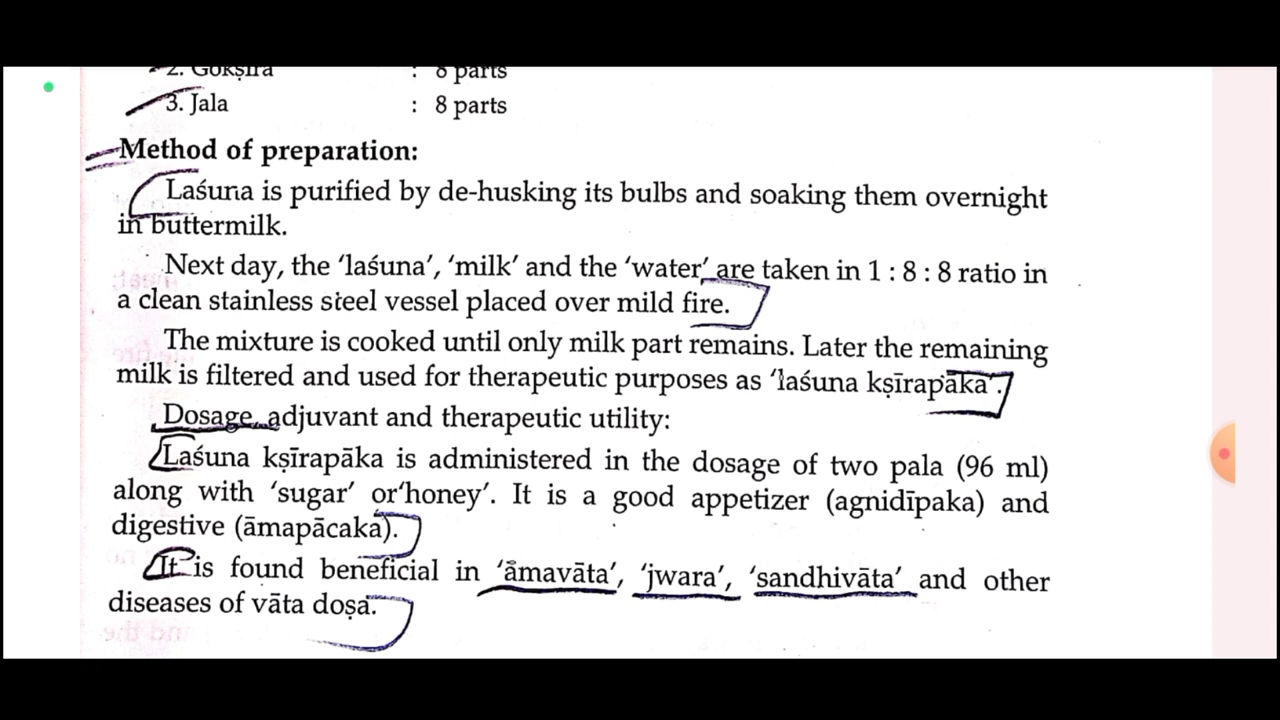 2. Gokṣīra : 8 parts
3. Jala : 8 parts
Method of preparation:
Laśuna is purified by de-husking its bulbs and soaking them overnight
in buttermilk.
Next day, the ‘laśuna’, ‘milk’ and the ‘water’ are taken in 1 : 8 : 8 ratio in
a clean stainless steel vessel placed over mild fire.
The mixture is cooked until only milk part remains. Later the remaining
milk is filtered and used for therapeutic purposes as ‘laśuna kṣīrapāka’.
Dosage, adjuvant and therapeutic utility:
Laśuna kṣīrapāka is administered in the dosage of two pala (96 ml)
along with ‘sugar’ or‘honey’. It is a good appetizer (agnidīpaka) and
digestive (āmapācaka).
It is found beneficial in ‘āmavāta’, ‘jwara’, ‘sandhivāta’ and other
diseases of vāta doṣa.